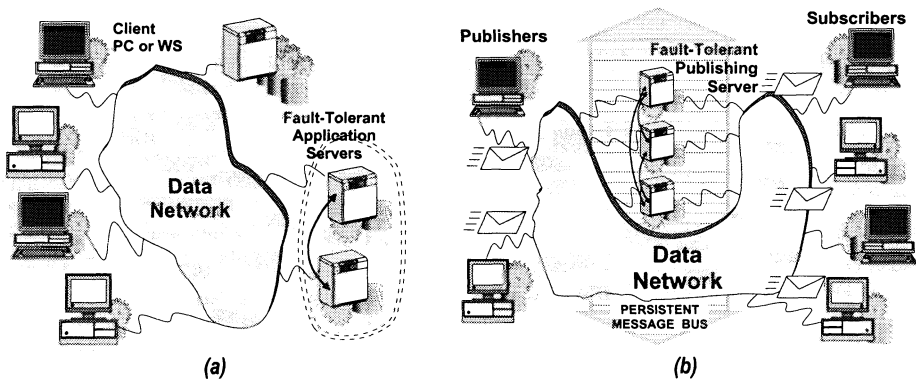 Client
PC or WS
Fault-Tolerant
Application
Servers
Data
Network
(a)
Publishers
Fault-Tolerant
Publishing
Server
Subscribers
Data
Network
PERSISTENT
MESSAGE BUS
(b)